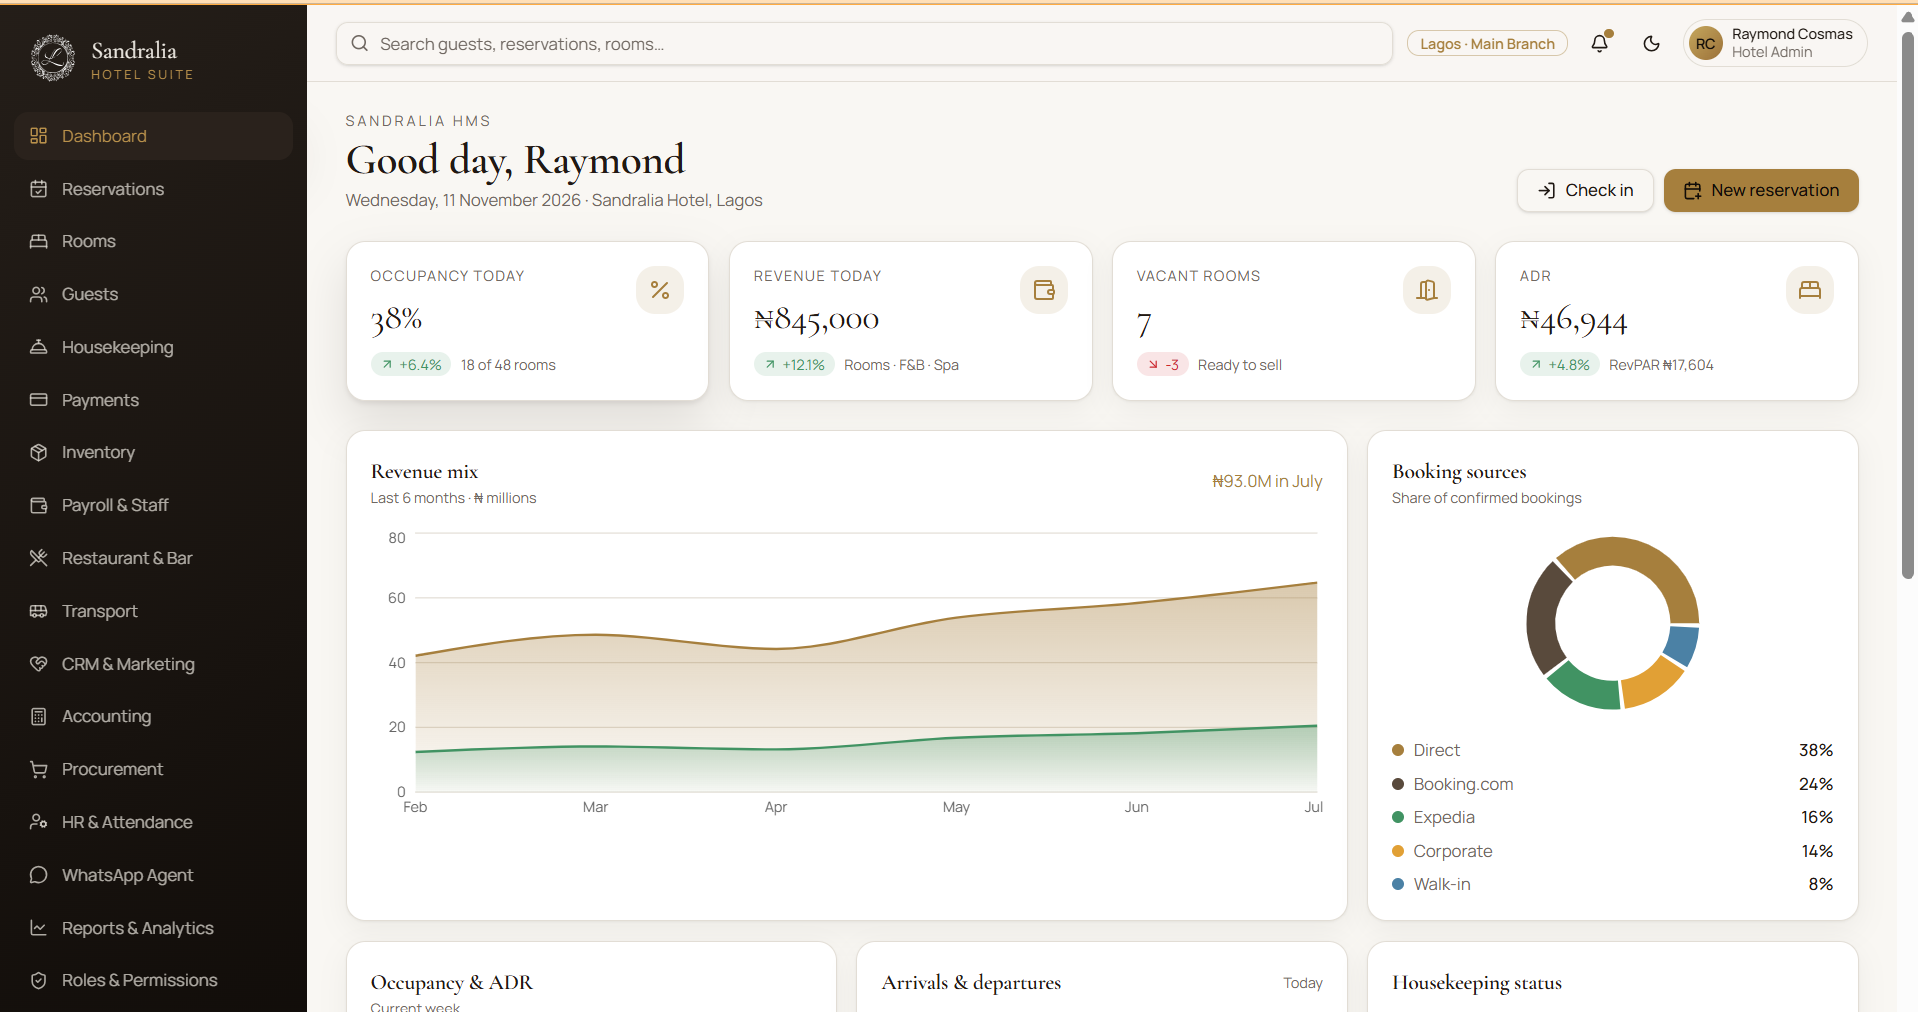 Sandralia
HOTEL SUITE
Dashboard
Reservations
Rooms
Guests
Housekeeping
Payments
Inventory
Payroll & Staff
Restaurant & Bar
Transport
CRM & Marketing
Accounting
Procurement
HR & Attendance
WhatsApp Agent
Reports & Analytics
Roles & Permissions
Search guests, reservations, rooms...
Lagos · Main Branch
RC
Raymond Cosmas
Hotel Admin
SANDRALIA HMS
Good day, Raymond
Wednesday, 11 November 2026 · Sandralia Hotel, Lagos
Check in
New reservation
OCCUPANCY TODAY
38%
+6.4% 18 of 48 rooms
REVENUE TODAY
₦845,000
+12.1% Rooms · F&B · Spa
VACANT ROOMS
7
-3 Ready to sell
ADR
₦46,944
+4.8% RevPAR ₦17,604
Revenue mix
Last 6 months · ₦ millions
₦93.0M in July
80
60
40
20
0
Feb Mar Apr May Jun Jul
Booking sources
Share of confirmed bookings
Direct 38%
Booking.com 24%
Expedia 16%
Corporate 14%
Walk-in 8%
Occupancy & ADR
Current week
Arrivals & departures
Today
Housekeeping status